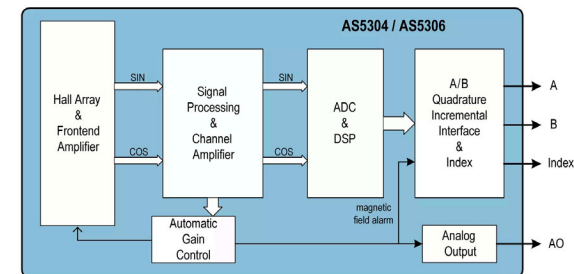 AS5304 / AS5306
Hall Array
&
Frontend
Amplifier
SIN
COS
Signal
Processing
&
Channel
Amplifier
SIN
COS
ADC
&
DSP
A/B
Quadrature
Incremental
Interface
&
Index
A
B
Index
magnetic
field alarm
Automatic
Gain
Control
Analog
Output
AO